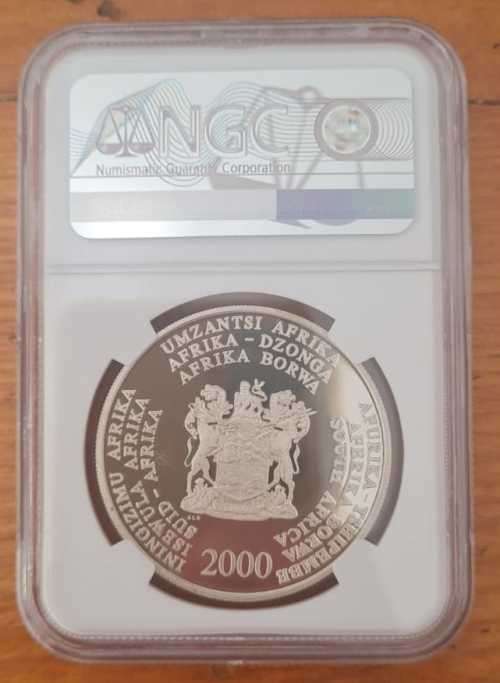 NGC
Numismatic Guaranty Corporation
UMZANTSI AFRIKA
AFRIKA - DZONGA
AFRIKA BORWA
ININGIZIMU AFRIKA
ISEWULA AFRIKA
SUID - AFRIKA
AFURIKA TSHIPEMBE
AFRIKA BORWA
SOUTH AFRICA
2000